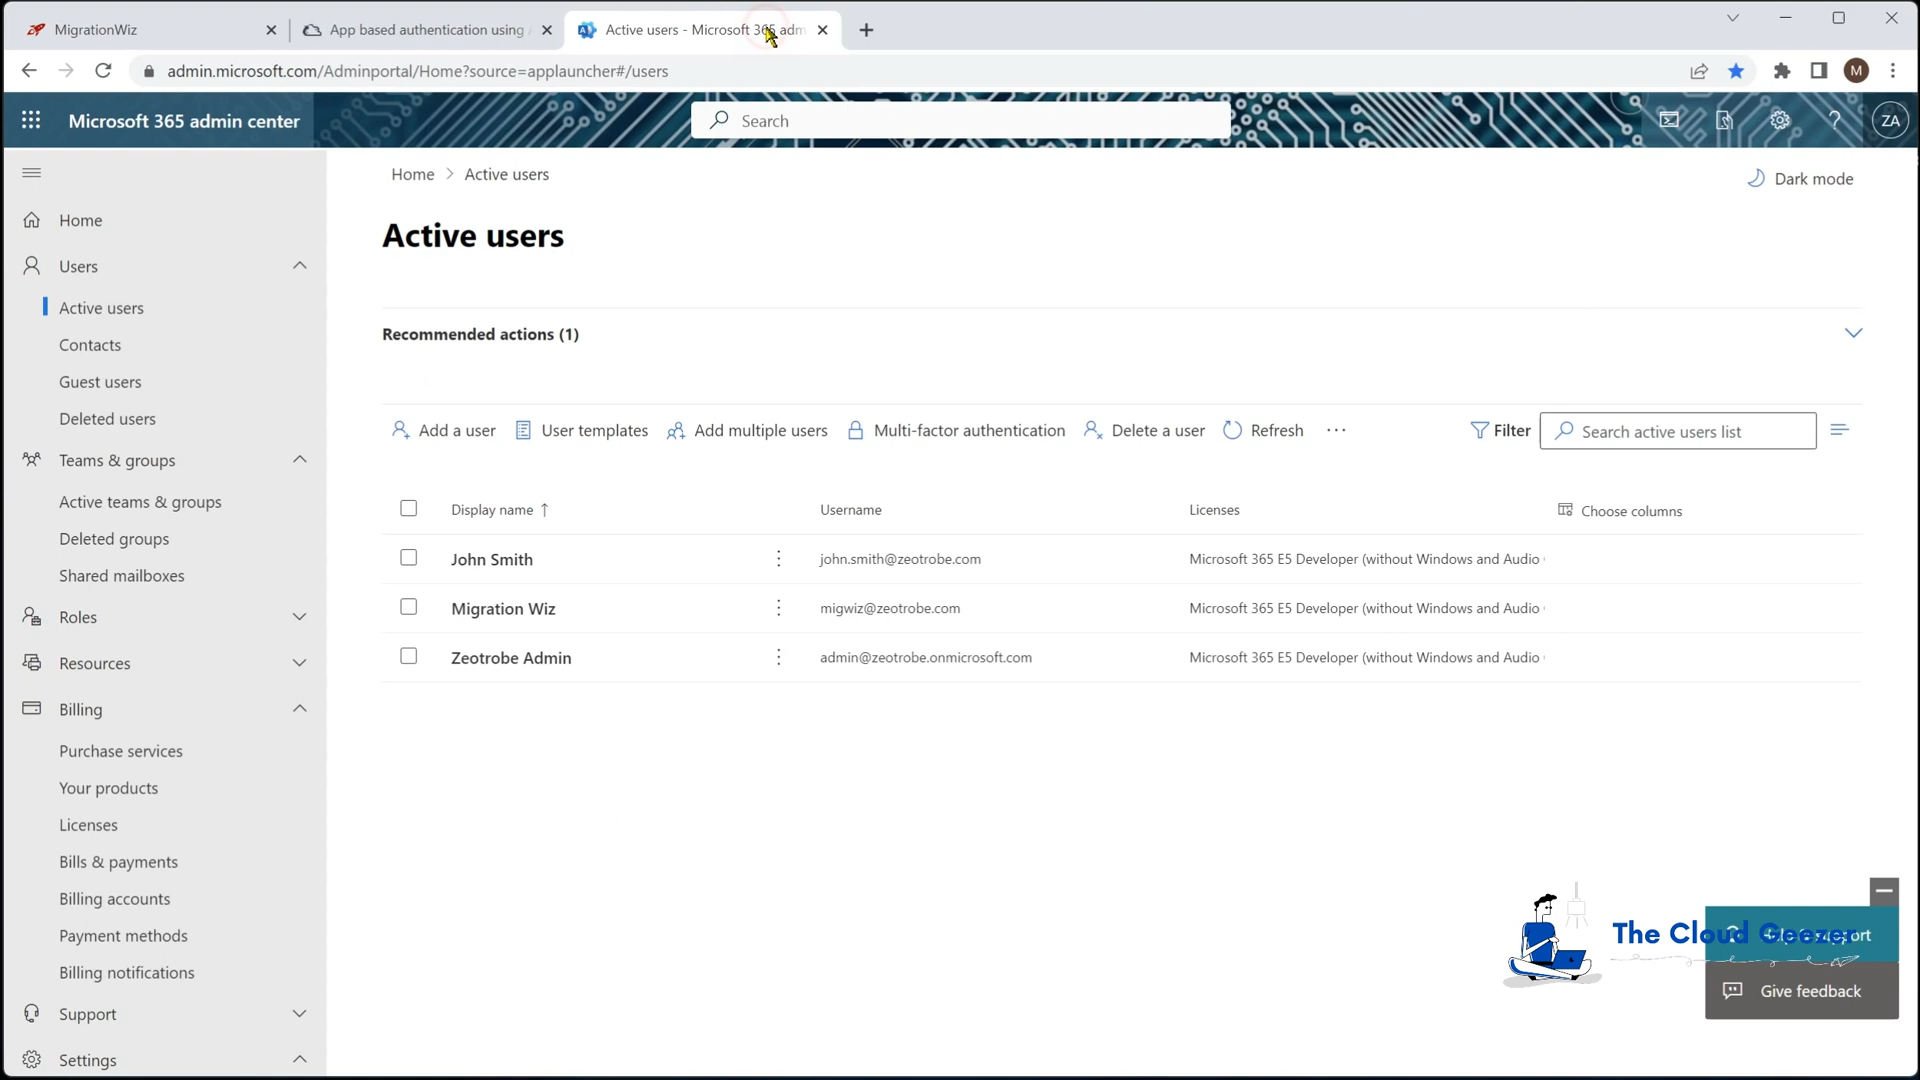 MigrationWiz
App based authentication using
Active users - Microsoft 365 adm
admin.microsoft.com/Adminportal/Home?source=applauncher#/users
M
Microsoft 365 admin center
Search
ZA
Home
Users
Active users
Contacts
Guest users
Deleted users
Teams & groups
Active teams & groups
Deleted groups
Shared mailboxes
Roles
Resources
Billing
Purchase services
Your products
Licenses
Bills & payments
Billing accounts
Payment methods
Billing notifications
Support
Settings
Home > Active users
Dark mode
Active users
Recommended actions (1)
Add a user
User templates
Add multiple users
Multi-factor authentication
Delete a user
Refresh
Filter
Search active users list
Display name ↑
Username
Licenses
Choose columns
John Smith
john.smith@zeotrobe.com
Microsoft 365 E5 Developer (without Windows and Audio
Migration Wiz
migwiz@zeotrobe.com
Microsoft 365 E5 Developer (without Windows and Audio
Zeotrobe Admin
admin@zeotrobe.onmicrosoft.com
Microsoft 365 E5 Developer (without Windows and Audio
The Cloud Geezer
support
Give feedback